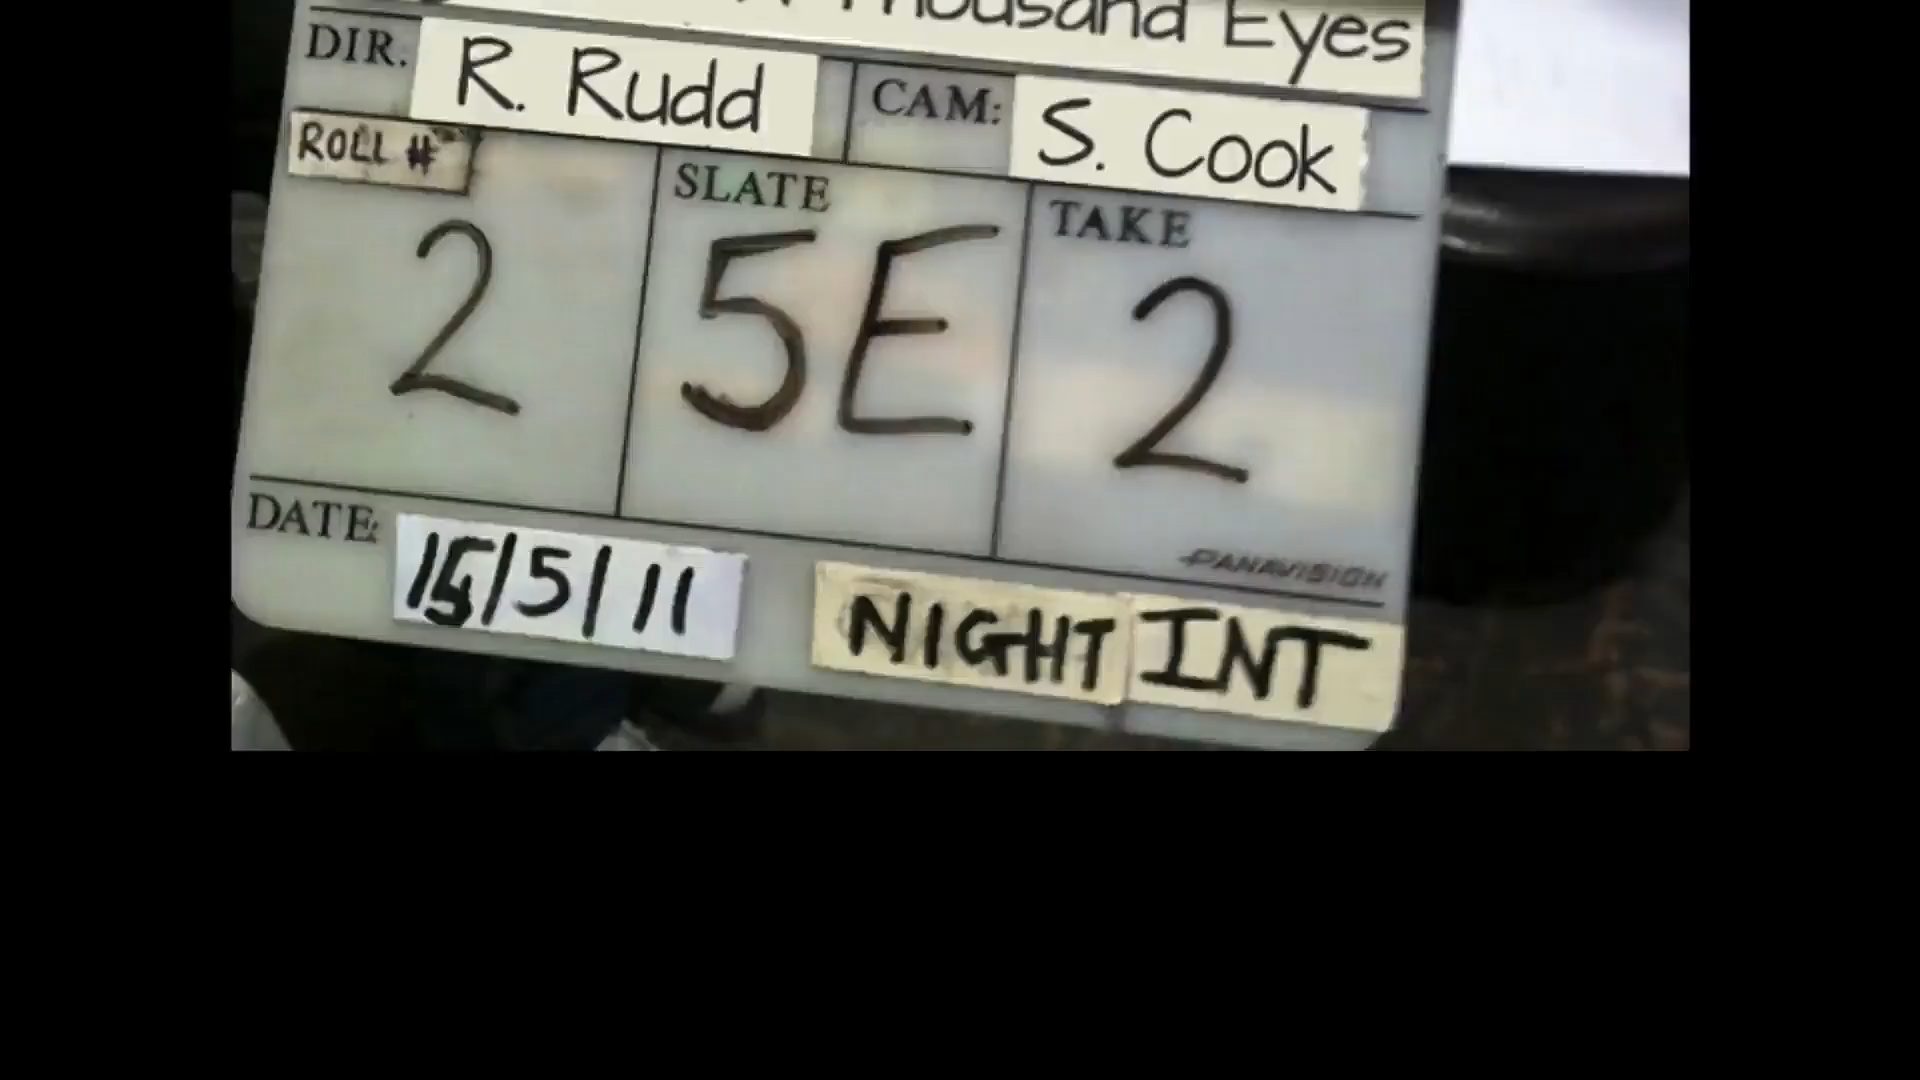 Thousand Eyes
DIR. R. Rudd CAM: S. Cook
ROLL # SLATE TAKE
2 5E 2
PANAVISION
DATE: 15/5/11 NIGHT INT